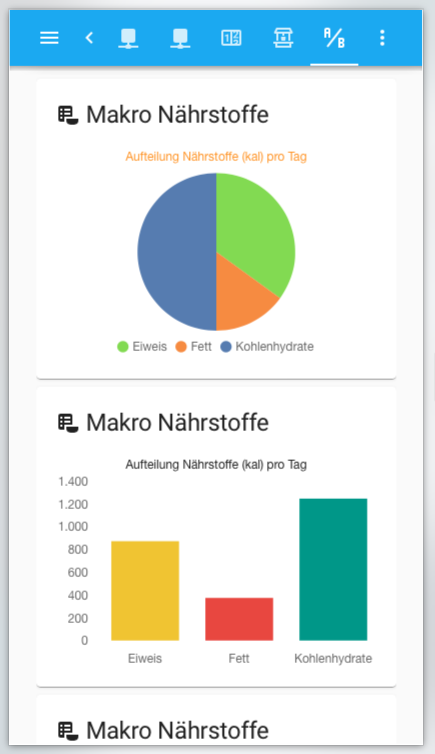 A/B
Makro Nährstoffe
Aufteilung Nährstoffe (kal) pro Tag
Eiweis Fett Kohlenhydrate
Makro Nährstoffe
Aufteilung Nährstoffe (kal) pro Tag
1.400
1.200
1.000
800
600
400
200
0
Eiweis Fett Kohlenhydrate
Makro Nährstoffe